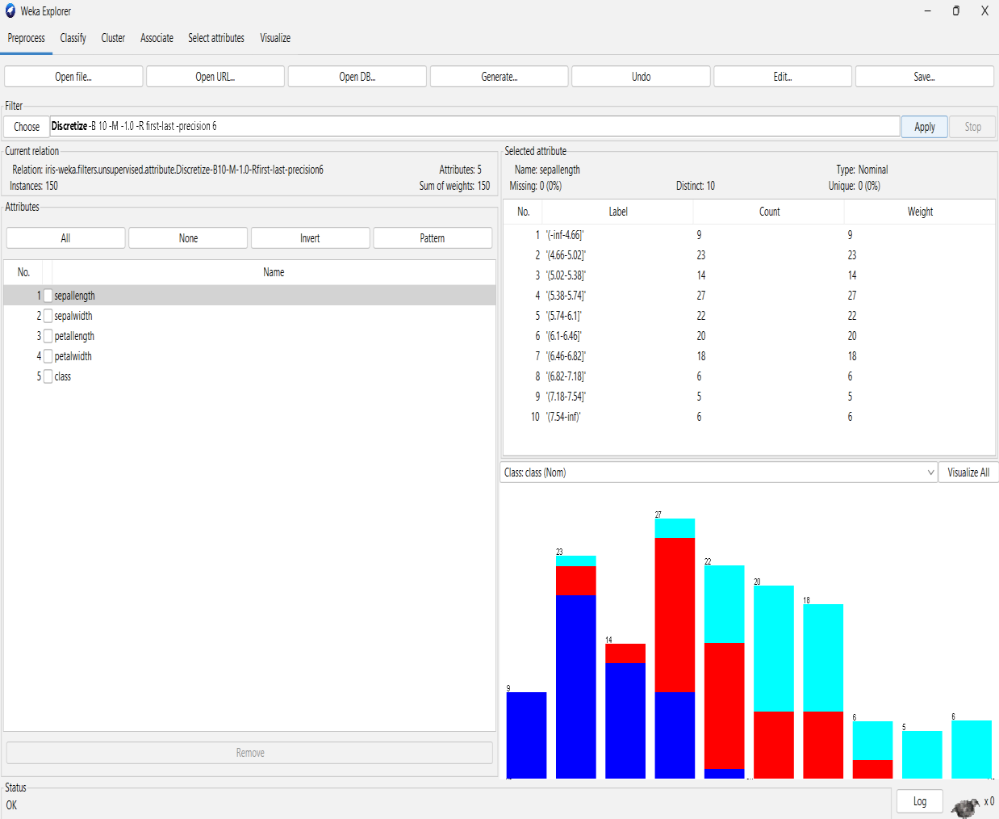 Weka Explorer
Preprocess Classify Cluster Associate Select attributes Visualize
Open file... Open URL... Open DB... Generate... Undo Edit... Save...
Filter
Choose Discretize -B 10 -M -1.0 -R first-last -precision 6 Apply Stop
Current relation
Relation: iris-weka.filters.unsupervised.attribute.Discretize-B10-M-1.0-Rfirst-last-precision6 Attributes: 5
Instances: 150 Sum of weights: 150
Attributes
All None Invert Pattern
No. Name
1 sepallength
2 sepalwidth
3 petallength
4 petalwidth
5 class
Remove
Selected attribute
Name: sepallength Type: Nominal
Missing: 0 (0%) Distinct: 10 Unique: 0 (0%)
No. Label Count Weight
1 '(-inf-4.66]' 9 9
2 '(4.66-5.02]' 23 23
3 '(5.02-5.38]' 14 14
4 '(5.38-5.74]' 27 27
5 '(5.74-6.1]' 22 22
6 '(6.1-6.46]' 20 20
7 '(6.46-6.82]' 18 18
8 '(6.82-7.18]' 6 6
9 '(7.18-7.54]' 5 5
10 '(7.54-inf)' 6 6
Class: class (Nom) Visualize All
9 23 14 27 22 20 18 6 5 6
Status
OK
Log x 0